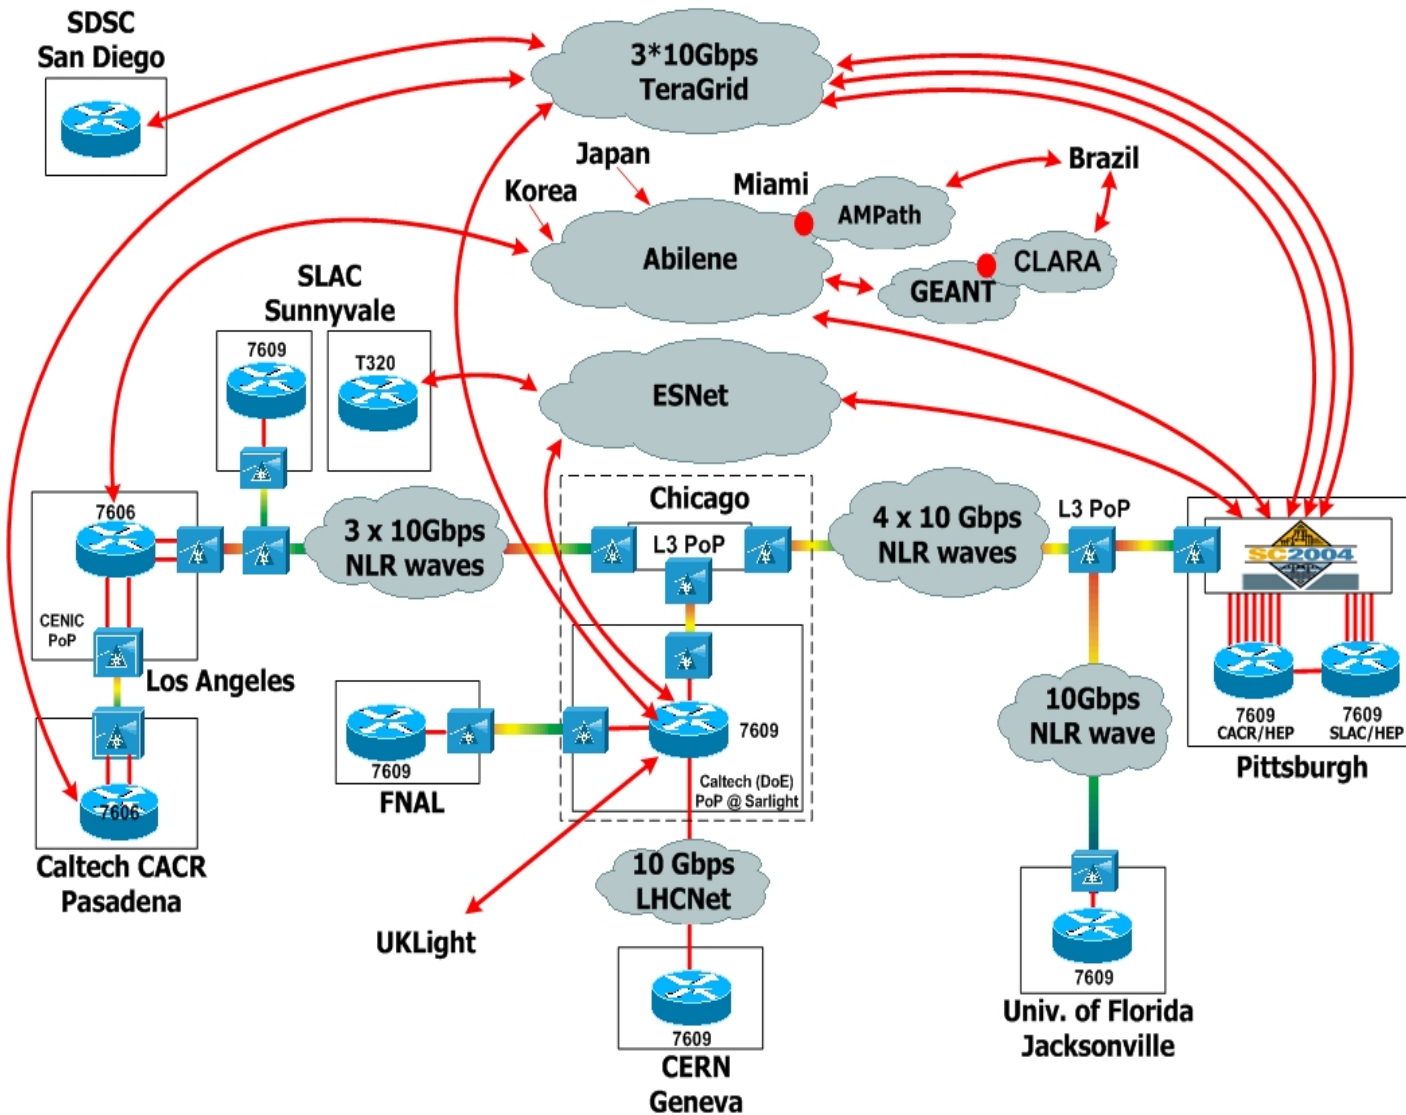 SDSC
San Diego
3*10Gbps
TeraGrid
Japan
Korea
Miami
AMPath
Brazil
Abilene
CLARA
GEANT
SLAC
Sunnyvale
7609
T320
ESNet
Chicago
7606
3 x 10Gbps
NLR waves
L3 PoP
4 x 10 Gbps
NLR waves
L3 PoP
SC2004
CENIC
PoP
Los Angeles
10Gbps
NLR wave
7609
CACR/HEP
7609
SLAC/HEP
Pittsburgh
7609
FNAL
7609
Caltech (DoE)
PoP @ Sarlight
7606
Caltech CACR
Pasadena
10 Gbps
LHCNet
UKLight
7609
CERN
Geneva
7609
Univ. of Florida
Jacksonville